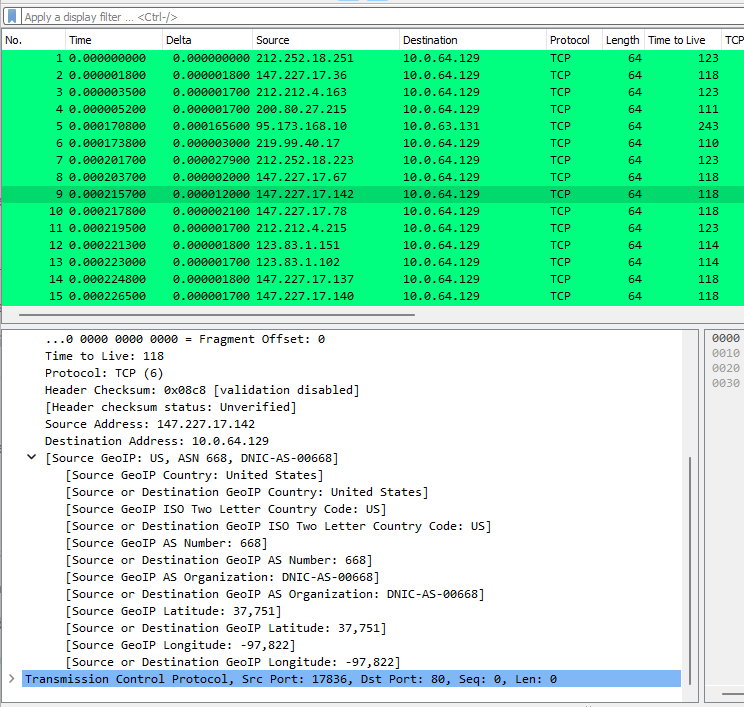 Apply a display filter ... <Ctrl-/>
No. Time Delta Source Destination Protocol Length Time to Live TCP
1 0.000000000 0.000000000 212.252.18.251 10.0.64.129 TCP 64 123
2 0.000001800 0.000001800 147.227.17.36 10.0.64.129 TCP 64 118
3 0.000003500 0.000001700 212.212.4.163 10.0.64.129 TCP 64 123
4 0.000005200 0.000001700 200.80.27.215 10.0.64.129 TCP 64 111
5 0.000170800 0.000165600 95.173.168.10 10.0.63.131 TCP 64 243
6 0.000173800 0.000003000 219.99.40.17 10.0.64.129 TCP 64 110
7 0.000201700 0.000027900 212.252.18.223 10.0.64.129 TCP 64 123
8 0.000203700 0.000002000 147.227.17.67 10.0.64.129 TCP 64 118
9 0.000215700 0.000012000 147.227.17.142 10.0.64.129 TCP 64 118
10 0.000217800 0.000002100 147.227.17.78 10.0.64.129 TCP 64 118
11 0.000219500 0.000001700 212.212.4.215 10.0.64.129 TCP 64 123
12 0.000221300 0.000001800 123.83.1.151 10.0.64.129 TCP 64 114
13 0.000223000 0.000001700 123.83.1.102 10.0.64.129 TCP 64 114
14 0.000224800 0.000001800 147.227.17.137 10.0.64.129 TCP 64 118
15 0.000226500 0.000001700 147.227.17.140 10.0.64.129 TCP 64 118
...0 0000 0000 0000 = Fragment Offset: 0
Time to Live: 118
Protocol: TCP (6)
Header Checksum: 0x08c8 [validation disabled]
[Header checksum status: Unverified]
Source Address: 147.227.17.142
Destination Address: 10.0.64.129
[Source GeoIP: US, ASN 668, DNIC-AS-00668]
[Source GeoIP Country: United States]
[Source or Destination GeoIP Country: United States]
[Source GeoIP ISO Two Letter Country Code: US]
[Source or Destination GeoIP ISO Two Letter Country Code: US]
[Source GeoIP AS Number: 668]
[Source or Destination GeoIP AS Number: 668]
[Source GeoIP AS Organization: DNIC-AS-00668]
[Source or Destination GeoIP AS Organization: DNIC-AS-00668]
[Source GeoIP Latitude: 37,751]
[Source or Destination GeoIP Latitude: 37,751]
[Source GeoIP Longitude: -97,822]
[Source or Destination GeoIP Longitude: -97,822]
Transmission Control Protocol, Src Port: 17836, Dst Port: 80, Seq: 0, Len: 0
0000
0010
0020
0030